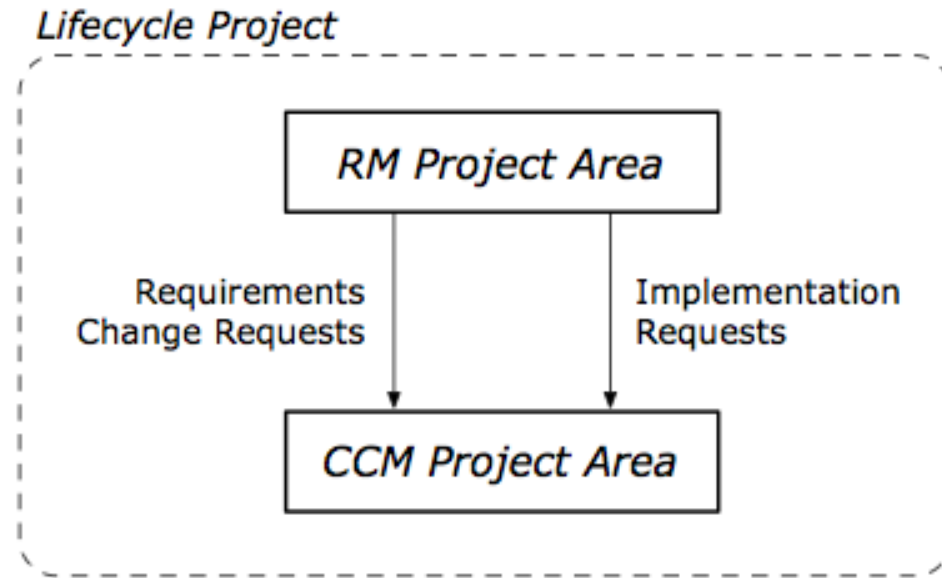 Lifecycle Project
RM Project Area
Requirements
Change Requests
Implementation
Requests
CCM Project Area